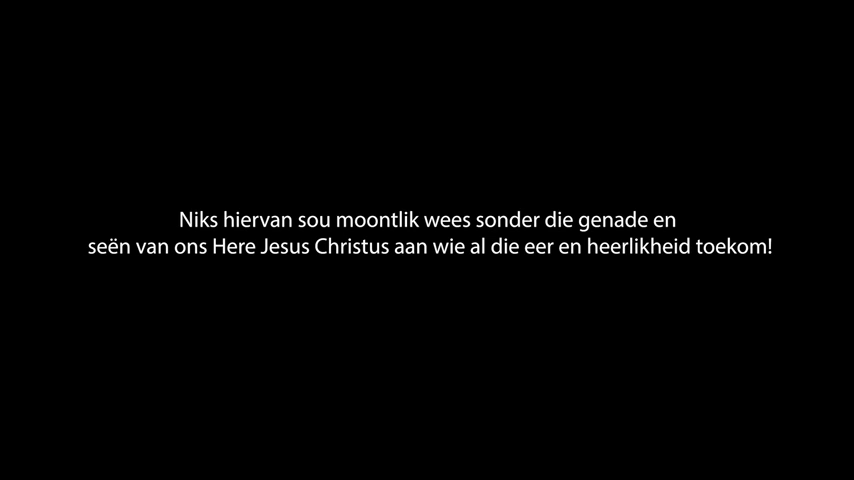 Niks hiervan sou moontlik wees sonder die genade en
seën van ons Here Jesus Christus aan wie al die eer en heerlikheid toekom!